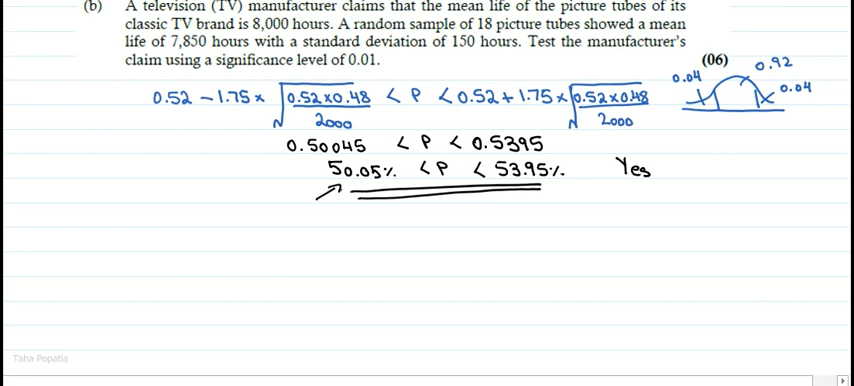 (b) A television (TV) manufacturer claims that the mean life of the picture tubes of its
classic TV brand is 8,000 hours. A random sample of 18 picture tubes showed a mean
life of 7,850 hours with a standard deviation of 150 hours. Test the manufacturer's
claim using a significance level of 0.01. (06)
0.92
0.04
0.04
0.52 - 1.75 × √(0.52 × 0.48 / 2000) < P < 0.52 + 1.75 × √(0.52 × 0.48 / 2000)
0.50045 < P < 0.5395
50.05% < P < 53.95% Yes
Taha Popatia